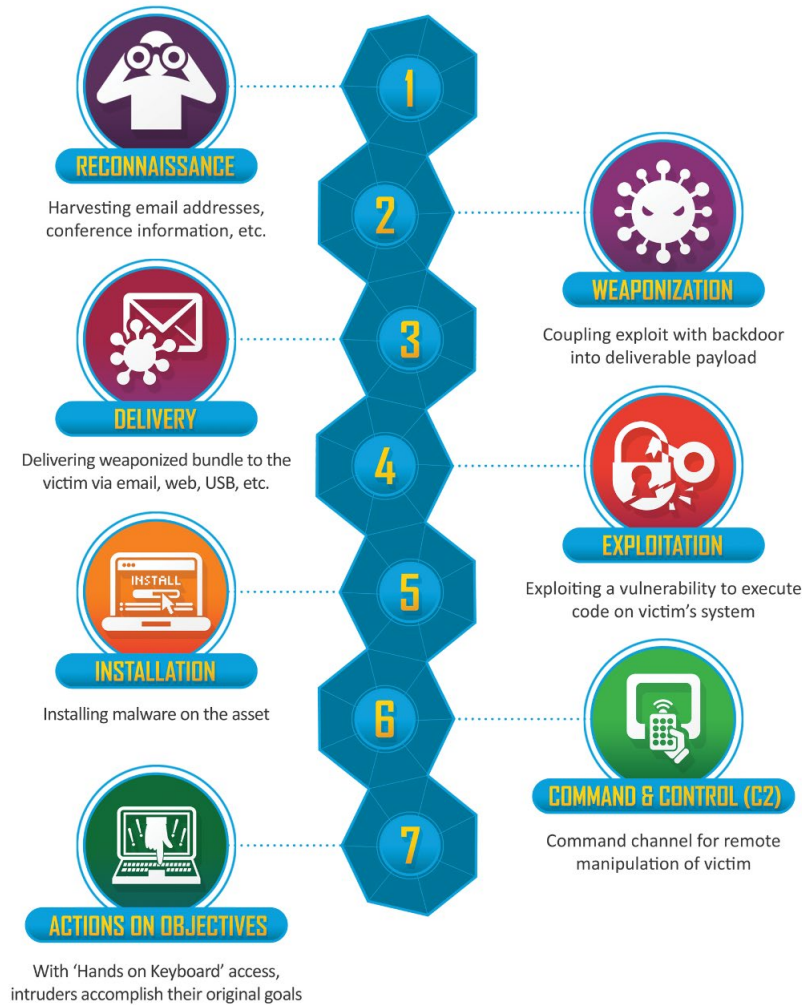 1
RECONNAISSANCE
Harvesting email addresses,
conference information, etc.
2
WEAPONIZATION
Coupling exploit with backdoor
into deliverable payload
3
DELIVERY
Delivering weaponized bundle to the
victim via email, web, USB, etc.
4
EXPLOITATION
Exploiting a vulnerability to execute
code on victim's system
5
INSTALL
INSTALLATION
Installing malware on the asset
6
COMMAND & CONTROL (C2)
Command channel for remote
manipulation of victim
7
ACTIONS ON OBJECTIVES
With ‘Hands on Keyboard’ access,
intruders accomplish their original goals